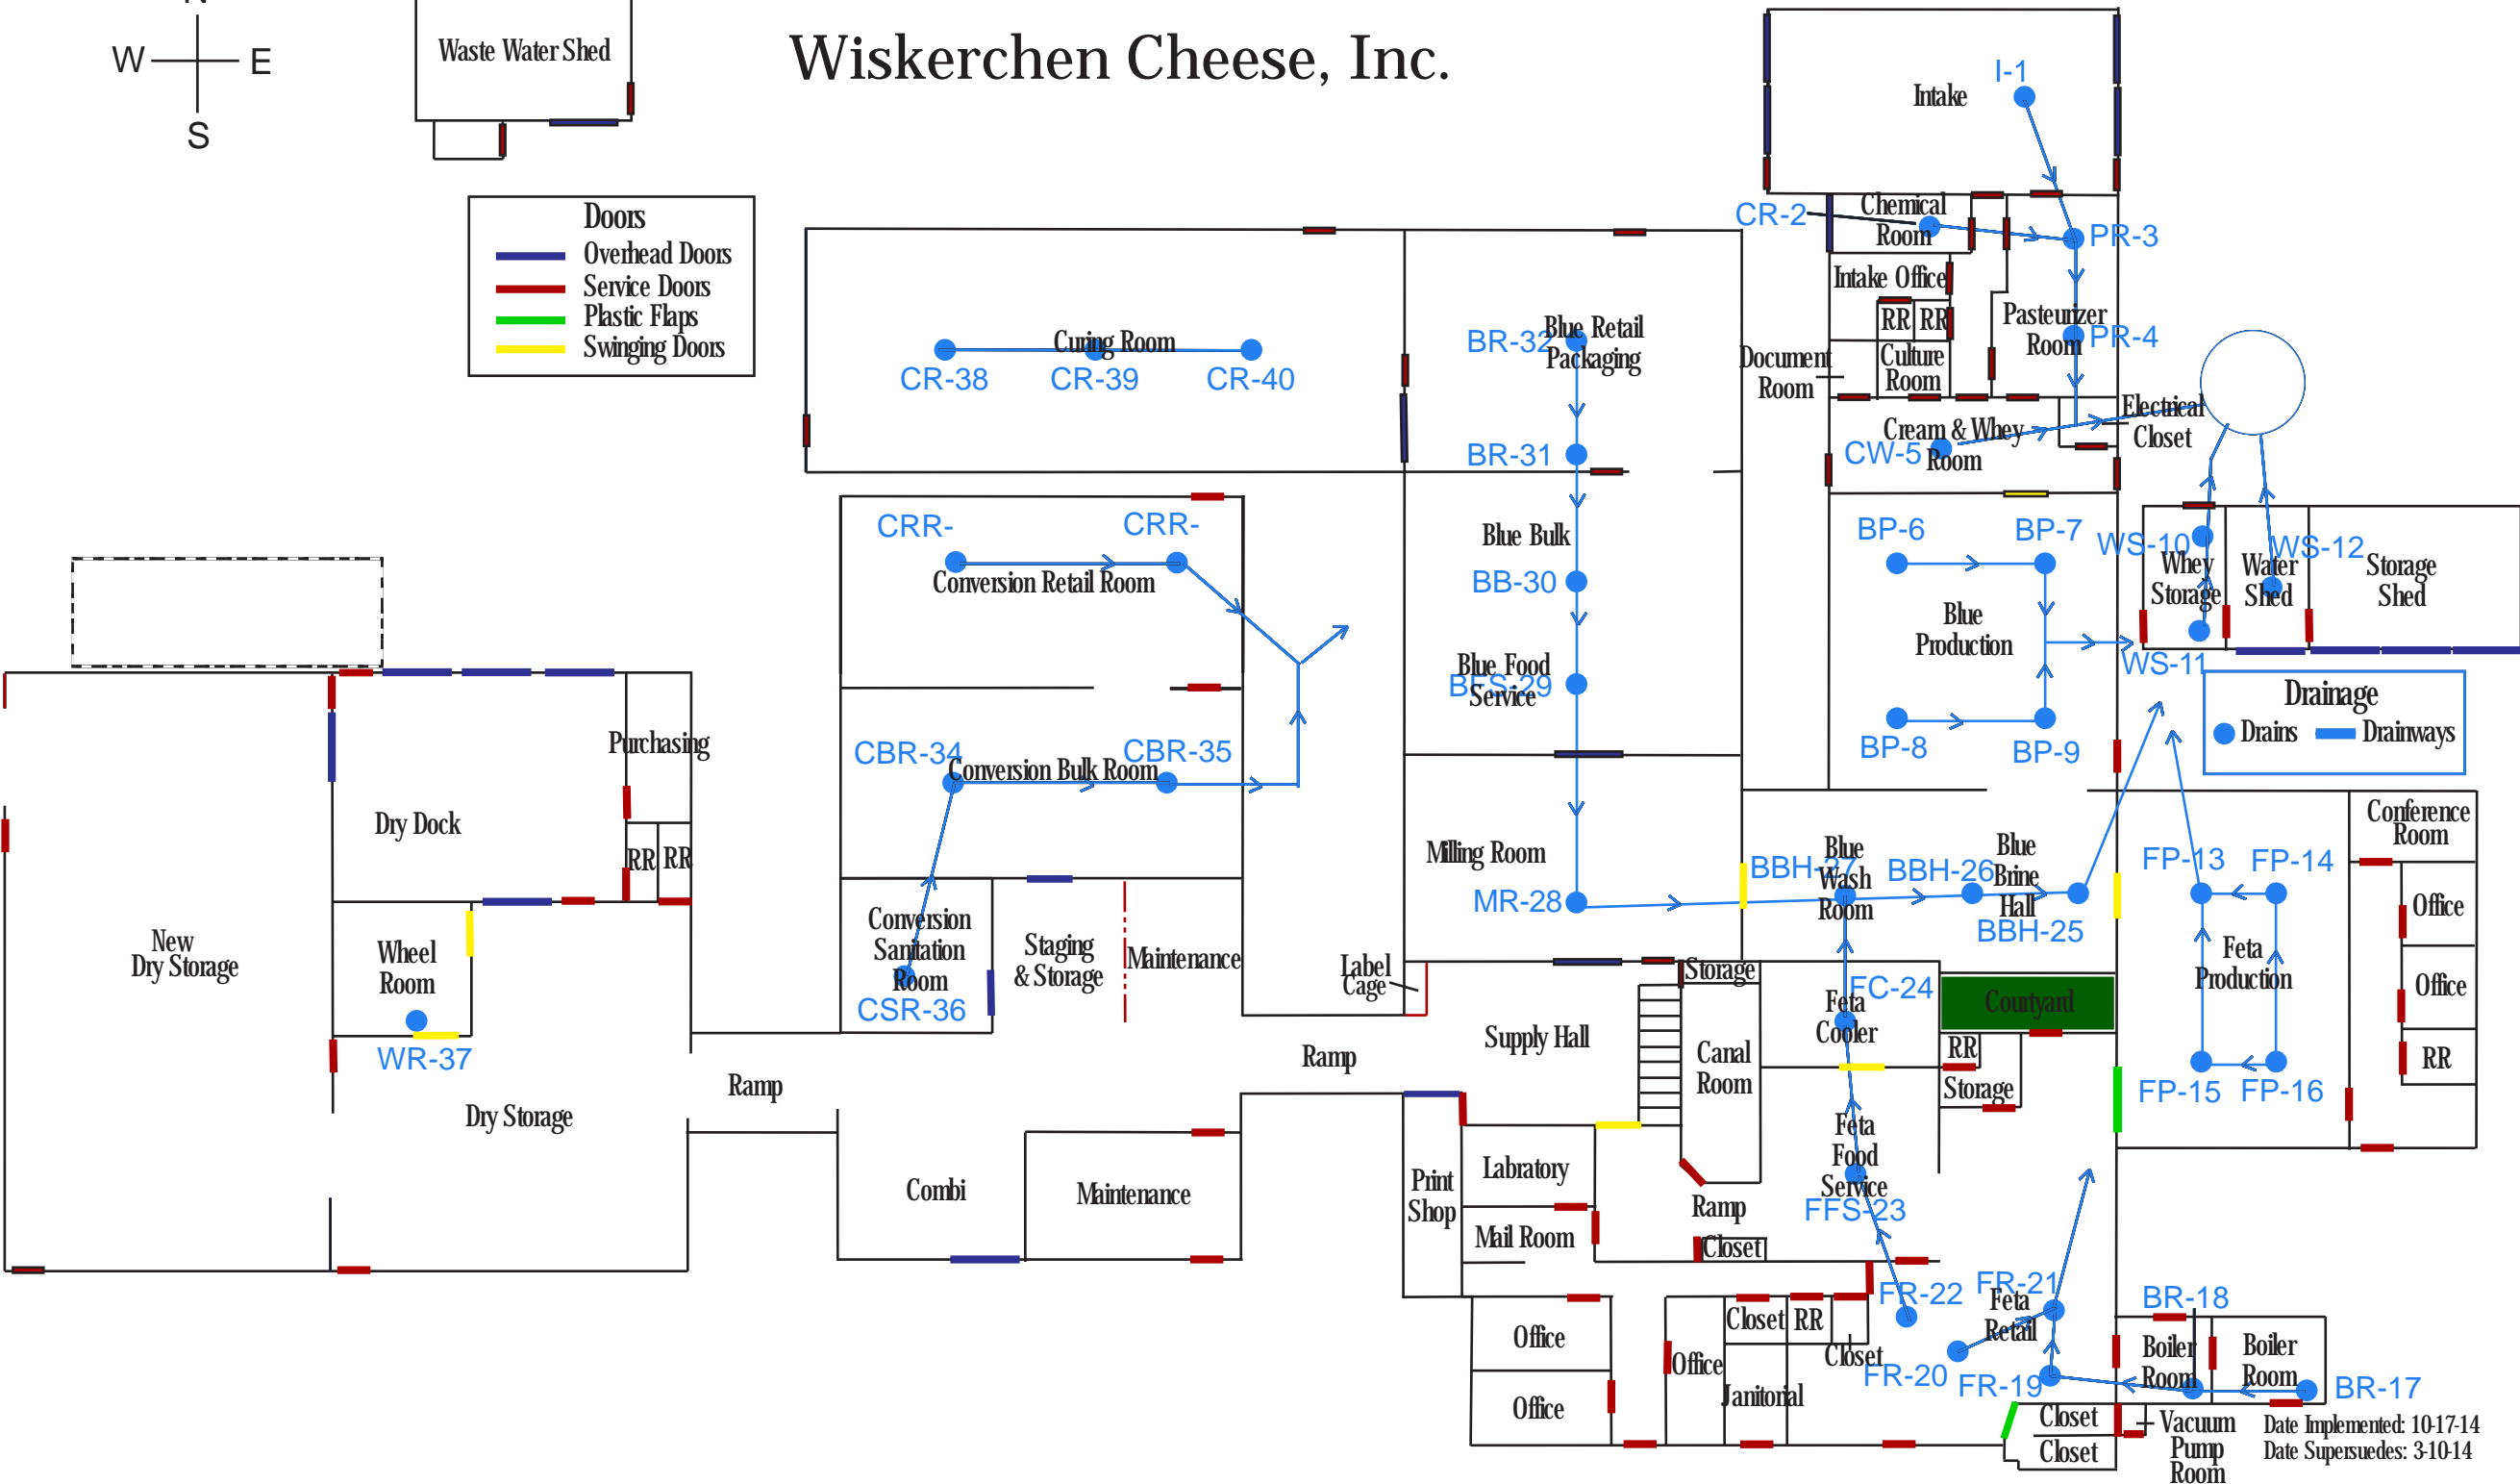 N
W E
S
Waste Water Shed
Wiskerchen Cheese, Inc.
Doors
Overhead Doors
Service Doors
Plastic Flaps
Swinging Doors
I-1
Intake
CR-2
Chemical
Room
PR-3
Intake Office
RR RR
Pasteurizer
Room
PR-4
Document
Room
Culture
Room
Electrical
Closet
Cream & Whey
Room
CW-5
Curing Room
CR-38 CR-39 CR-40
BR-32
Blue Retail
Packaging
BR-31
Blue Bulk
BB-30
Blue Food
Service
BFS-29
CRR- CRR-
Conversion Retail Room
CBR-34 CBR-35
Conversion Bulk Room
BP-6 BP-7
Blue
Production
BP-8 BP-9
WS-10
Whey
Storage
WS-12
Water
Shed
Storage
Shed
WS-11
Drainage
Drains Drainways
Purchasing
Dry Dock
RR RR
New
Dry Storage
Wheel
Room
WR-37
Dry Storage
Ramp
Conversion
Sanitation
Room
CSR-36
Staging
& Storage
Maintenance
Combi
Maintenance
Ramp
Label
Cage
Milling Room
MR-28
BBH-27
Blue
Wash
Room
BBH-26
Blue
Brine
Hall
BBH-25
FP-13 FP-14
Feta
Production
FP-15 FP-16
Conference
Room
Office
Office
RR
Storage
Supply Hall
Canal
Room
FC-24
Feta
Cooler
Courtyard
RR
Storage
Feta
Food
Service
FFS-23
Print
Shop
Labratory
Mail Room
Ramp
Closet
Office
Office
Office
Closet RR
Closet
Janitorial
FR-22
FR-21
Feta
Retail
FR-20
FR-19
BR-18
Boiler
Room
Boiler
Room
BR-17
Closet
Closet
Vacuum
Pump
Room
Date Implemented: 10-17-14
Date Supersuedes: 3-10-14